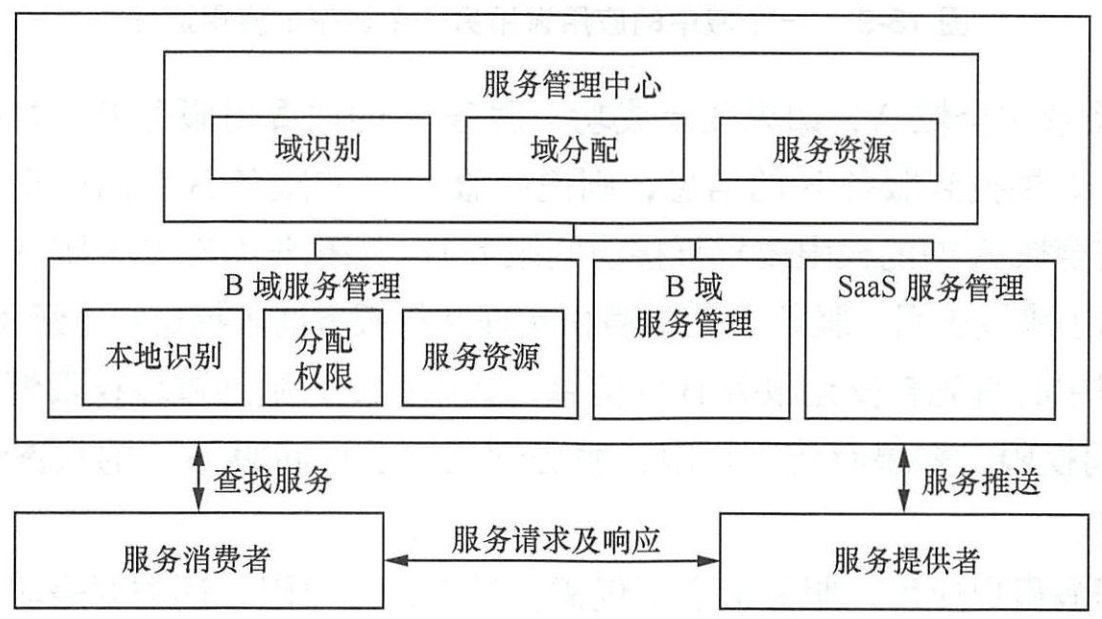 服务管理中心
域识别
域分配
服务资源
B 域服务管理
本地识别
分配
权限
服务资源
B 域
服务管理
SaaS 服务管理
查找服务
服务推送
服务消费者
服务请求及响应
服务提供者